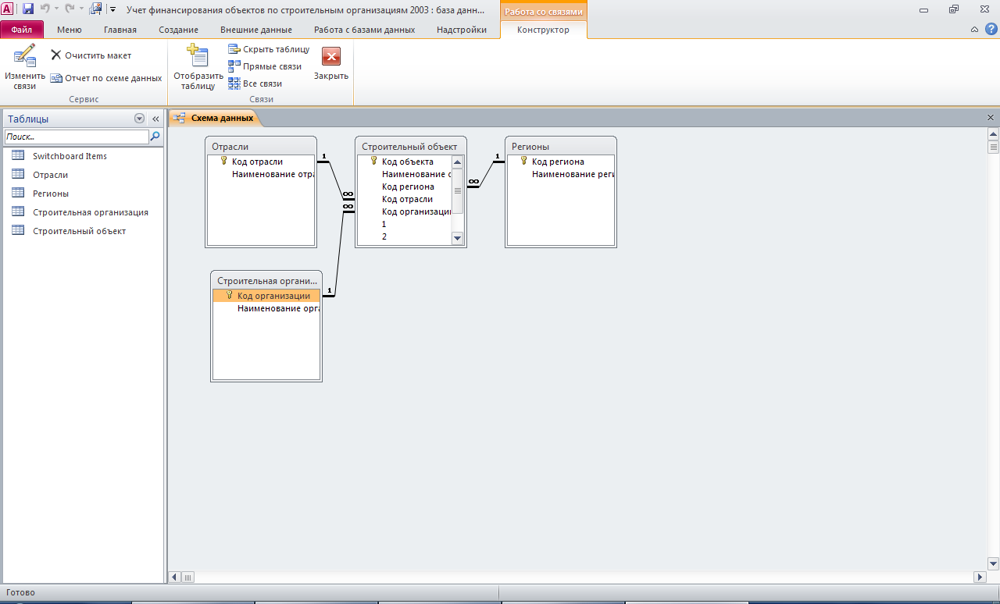 Учет финансирования объектов по строительным организациям 2003 : база данн...
Работа со связями
Файл
Меню
Главная
Создание
Внешние данные
Работа с базами данных
Надстройки
Конструктор
Изменить связи
Очистить макет
Отчет по схеме данных
Сервис
Отобразить таблицу
Скрыть таблицу
Прямые связи
Все связи
Закрыть
Связи
Таблицы
Поиск...
Switchboard Items
Отрасли
Регионы
Строительная организация
Строительный объект
Схема данных
Отрасли
Код отрасли
Наименование отра
1
∞
∞
Строительный объект
Код объекта
Наименование о
Код региона
Код отрасли
Код организации
1
2
∞
1
Регионы
Код региона
Наименование реги
Строительная органи...
Код организации
Наименование орга
1
Готово